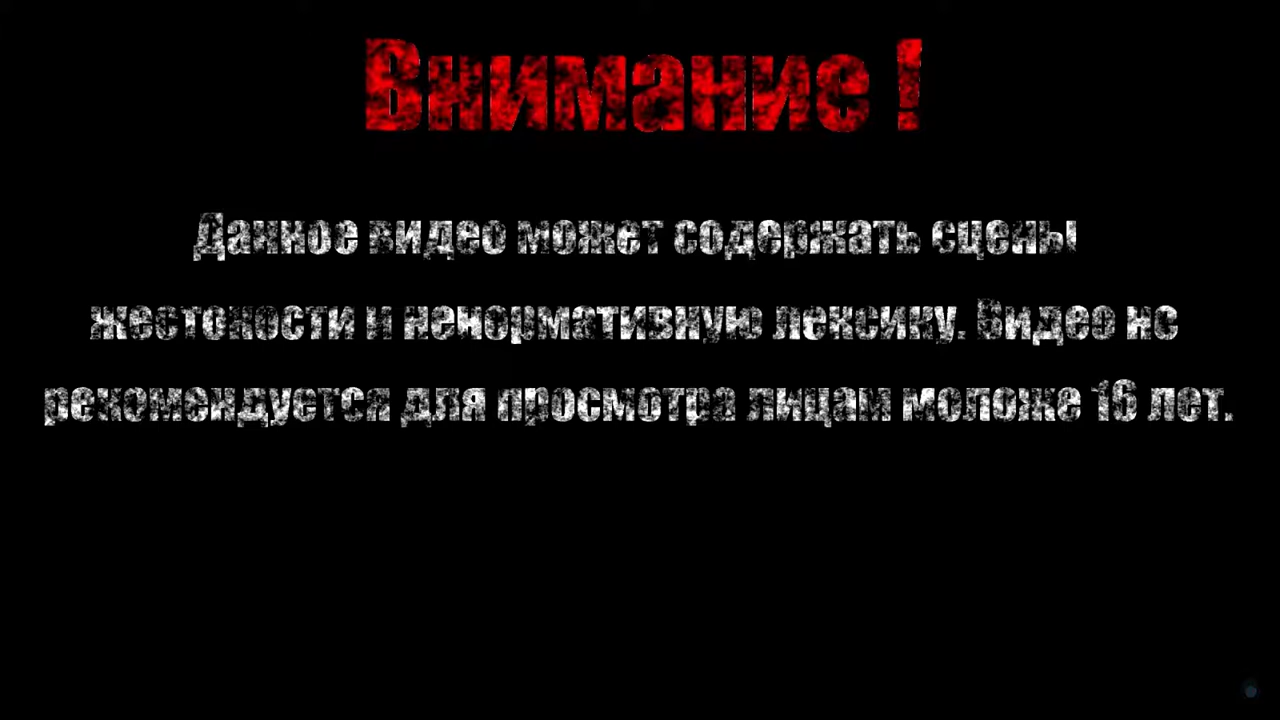 Внимание !
Данное видео может содержать сцены
жестокости и ненормативную лексику. Видео не
рекомендуется для просмотра лицам моложе 16 лет.